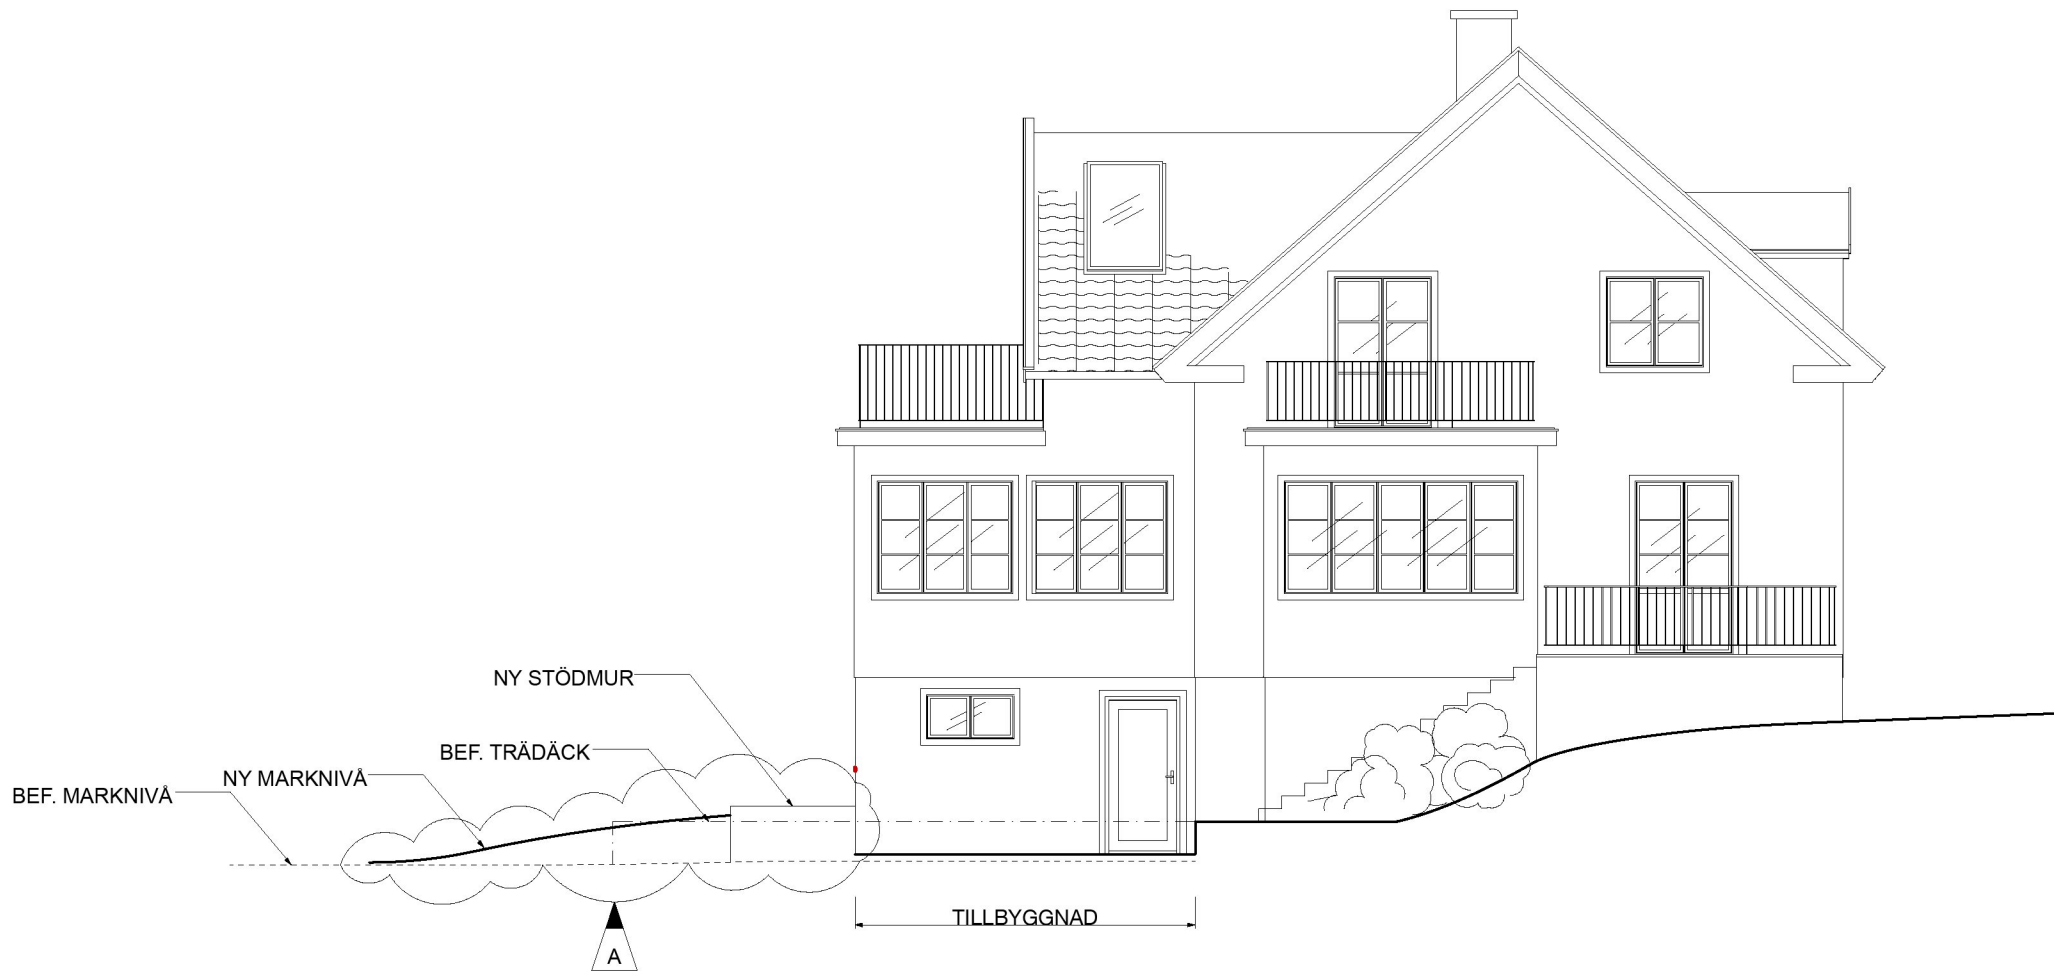 NY STÖDMUR
BEF. TRÄDÄCK
NY MARKNIVÅ
BEF. MARKNIVÅ
TILLBYGGNAD
A